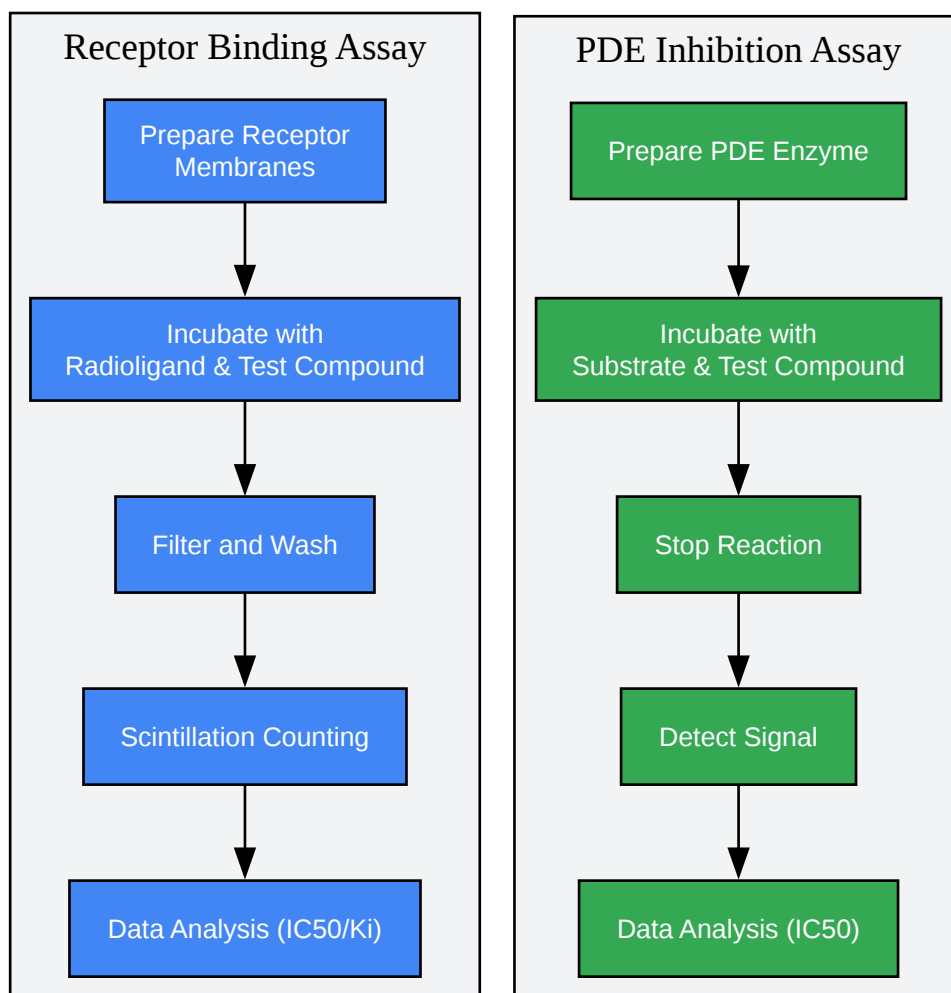 Receptor Binding Assay
Prepare Receptor
Membranes
Incubate with
Radioligand & Test Compound
Filter and Wash
Scintillation Counting
Data Analysis (IC50/Ki)
PDE Inhibition Assay
Prepare PDE Enzyme
Incubate with
Substrate & Test Compound
Stop Reaction
Detect Signal
Data Analysis (IC50)